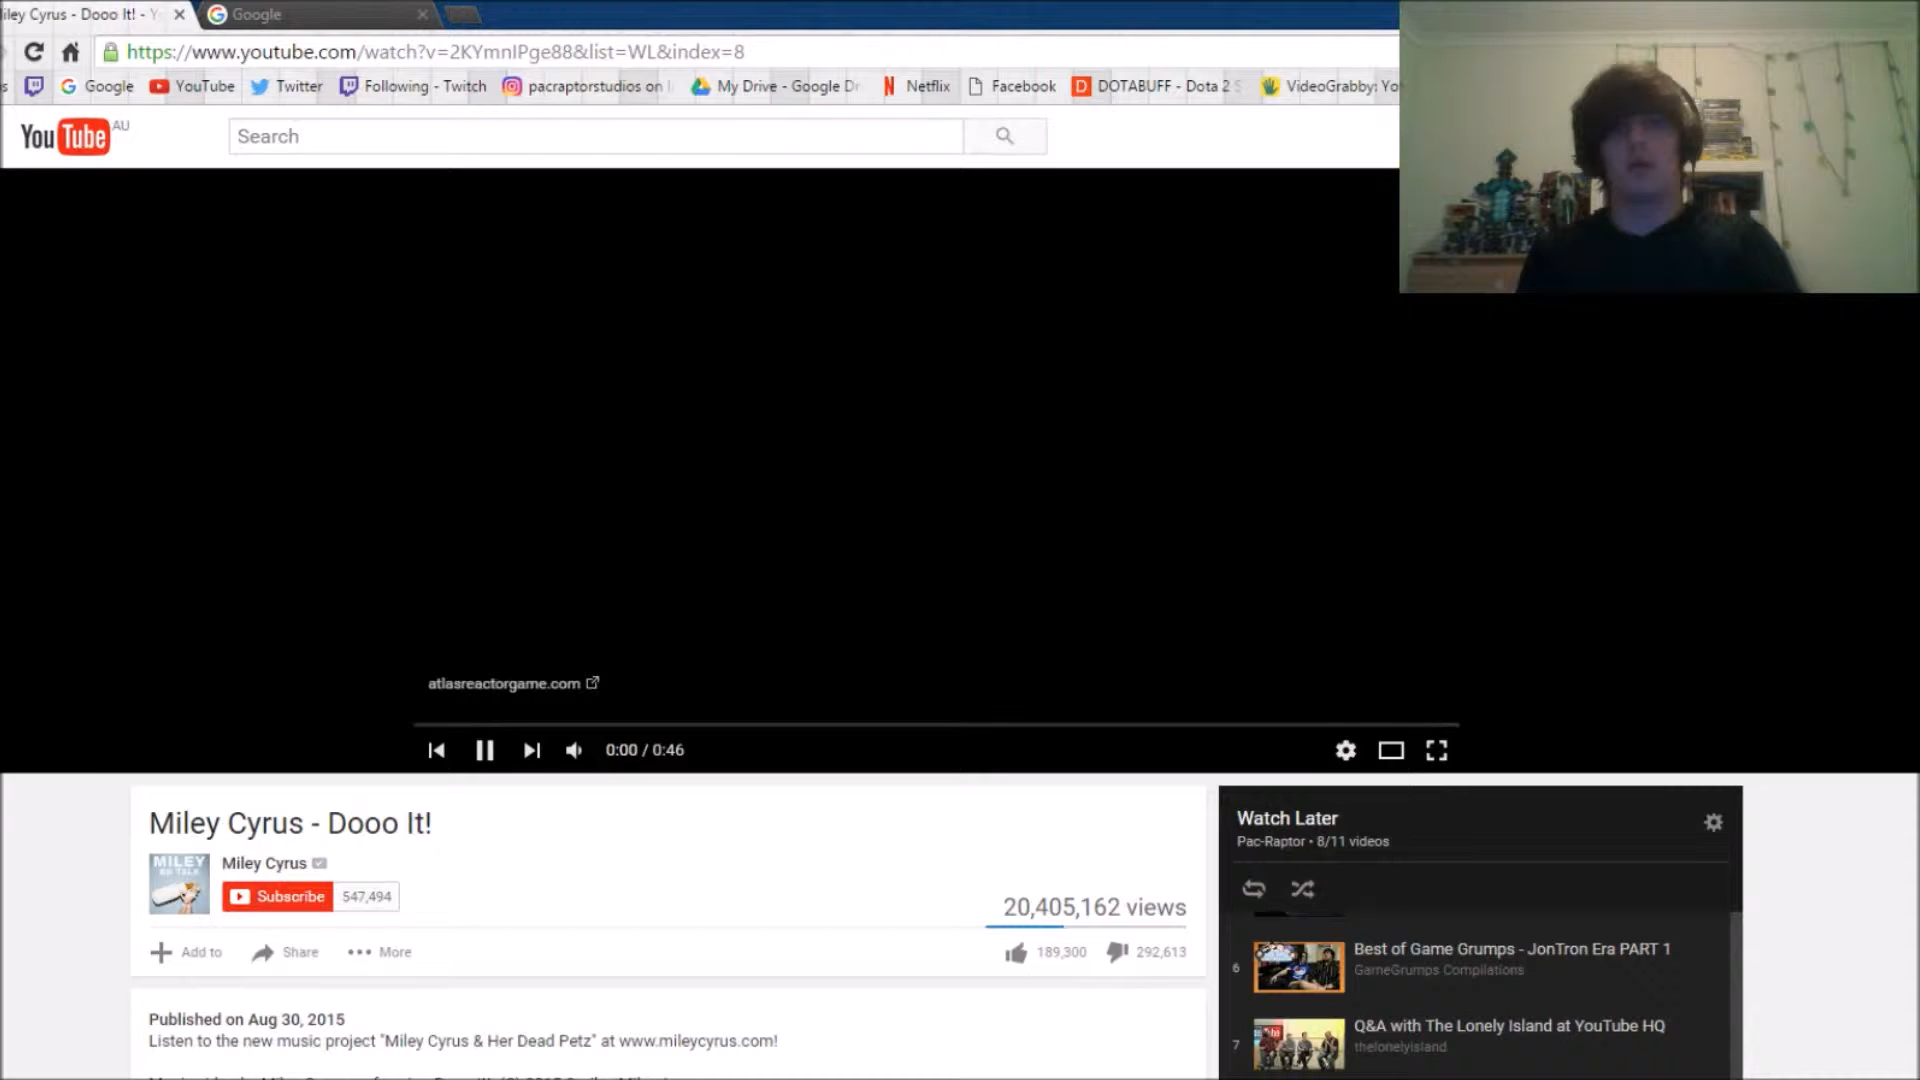 iley Cyrus - Dooo It! - Y
Google
https://www.youtube.com/watch?v=2KYmnIPge88&list=WL&index=8
s
Google
YouTube
Twitter
Following - Twitch
pacraptorstudios on
My Drive - Google Dr
Netflix
Facebook
DOTABUFF - Dota 2 S
VideoGrabby: Yo
YouTube AU
Search
atlasreactorgame.com
0:00 / 0:46
Miley Cyrus - Dooo It!
MILEY
Miley Cyrus
Subscribe 547,494
20,405,162 views
Add to
Share
More
189,300
292,613
Published on Aug 30, 2015
Listen to the new music project "Miley Cyrus & Her Dead Petz" at www.mileycyrus.com!
Watch Later
Pac-Raptor • 8/11 videos
6
Best of Game Grumps - JonTron Era PART 1
GameGrumps Compilations
7
Q&A with The Lonely Island at YouTube HQ
thelonelyisland